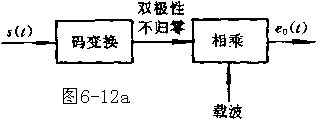 双极性
s(t)
码变换
不归零
相乘
e₀(t)
图6-12a
载波